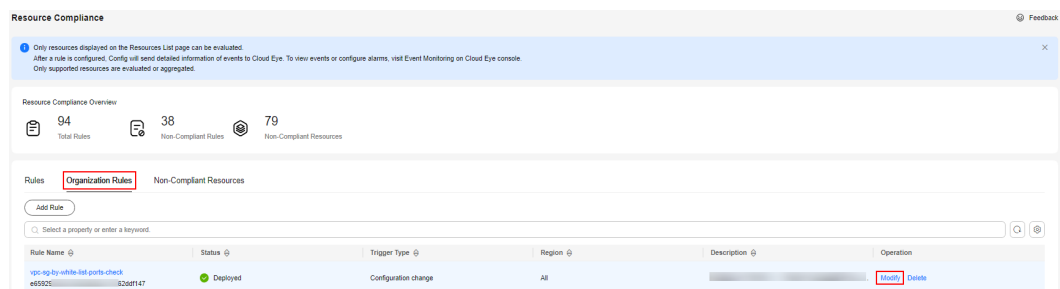 Resource Compliance
Feedback
Only resources displayed on the Resources List page can be evaluated.
After a rule is configured, Config will send detailed information of events to Cloud Eye. To view events or configure alarms, visit Event Monitoring on Cloud Eye console.
Only supported resources are evaluated or aggregated.
Resource Compliance Overview
94
Total Rules
38
Non-Compliant Rules
79
Non-Compliant Resources
Rules Organization Rules Non-Compliant Resources
Add Rule
Select a property or enter a keyword.
Rule Name Status Trigger Type Region Description Operation
vpc-sg-by-white-list-ports-check
e65925 62ddf147
Deployed Configuration change All Modify Delete